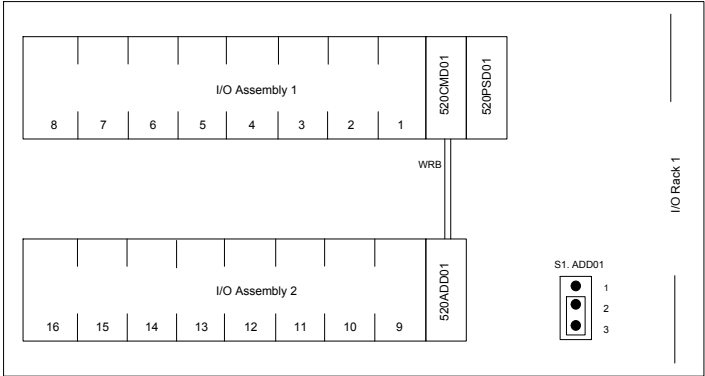 I/O Assembly 1
8 7 6 5 4 3 2 1
520CMD01
520PSD01
WRB
I/O Rack 1
I/O Assembly 2
16 15 14 13 12 11 10 9
520ADD01
S1. ADD01
1
2
3